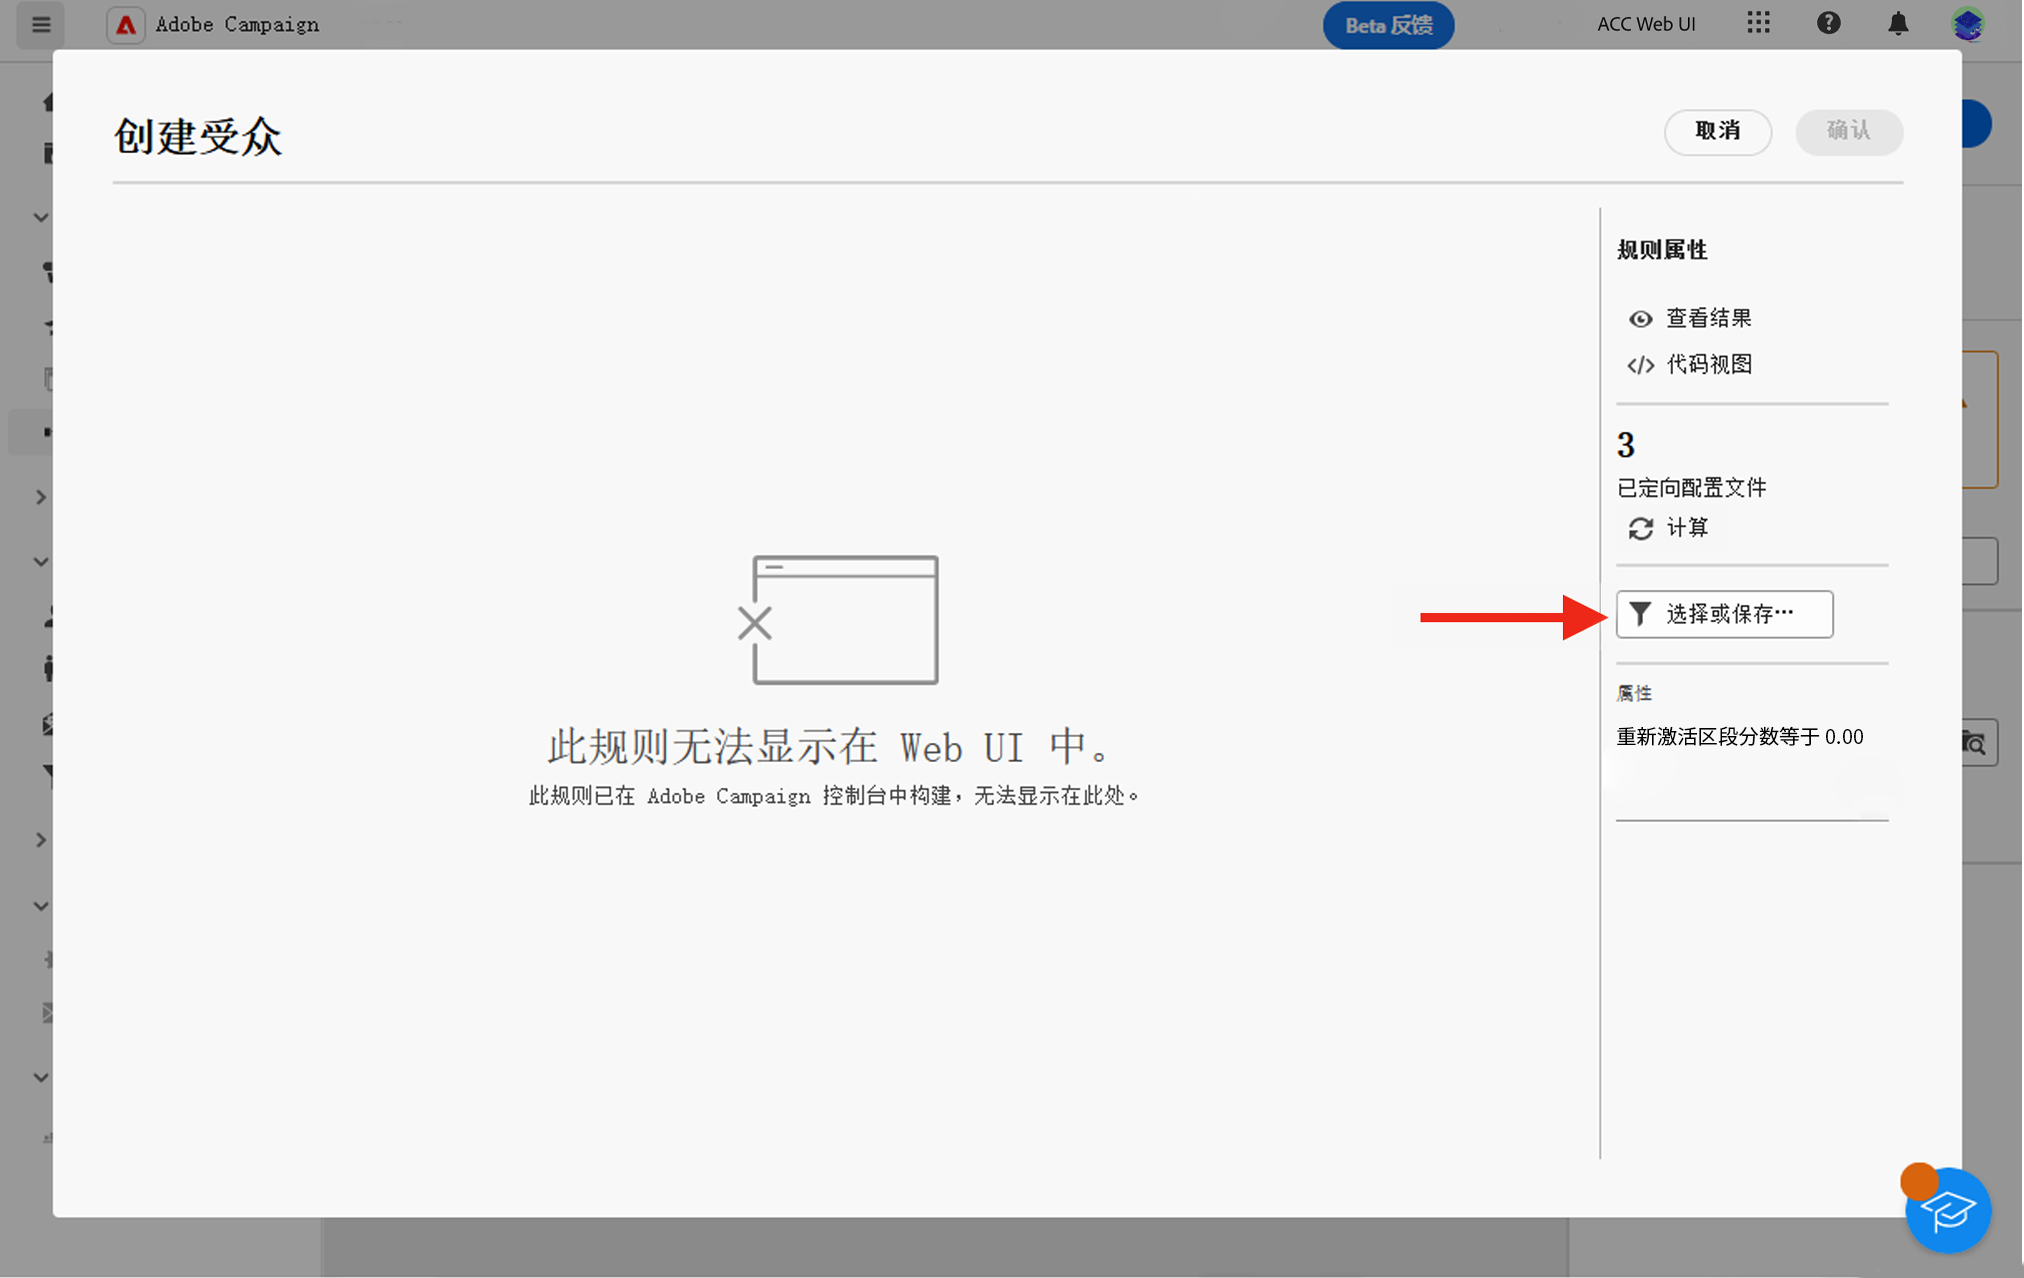 Adobe Campaign
Beta 反馈
ACC Web UI
创建受众
取消
确认
规则属性
查看结果
代码视图
3
已定向配置文件
计算
选择或保存…
属性
重新激活区段分数等于 0.00
此规则无法显示在 Web UI 中。
此规则已在 Adobe Campaign 控制台中构建，无法显示在此处。